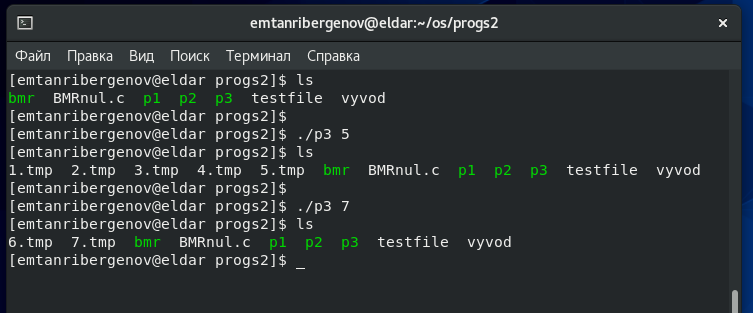 emtanribergenov@eldar:~/os/progs2
Файл Правка Вид Поиск Терминал Справка
[emtanribergenov@eldar progs2]$ ls
bmr BMRnul.c p1 p2 p3 testfile vyvod
[emtanribergenov@eldar progs2]$
[emtanribergenov@eldar progs2]$ ./p3 5
[emtanribergenov@eldar progs2]$ ls
1.tmp 2.tmp 3.tmp 4.tmp 5.tmp bmr BMRnul.c p1 p2 p3 testfile vyvod
[emtanribergenov@eldar progs2]$
[emtanribergenov@eldar progs2]$ ./p3 7
[emtanribergenov@eldar progs2]$ ls
6.tmp 7.tmp bmr BMRnul.c p1 p2 p3 testfile vyvod
[emtanribergenov@eldar progs2]$ _